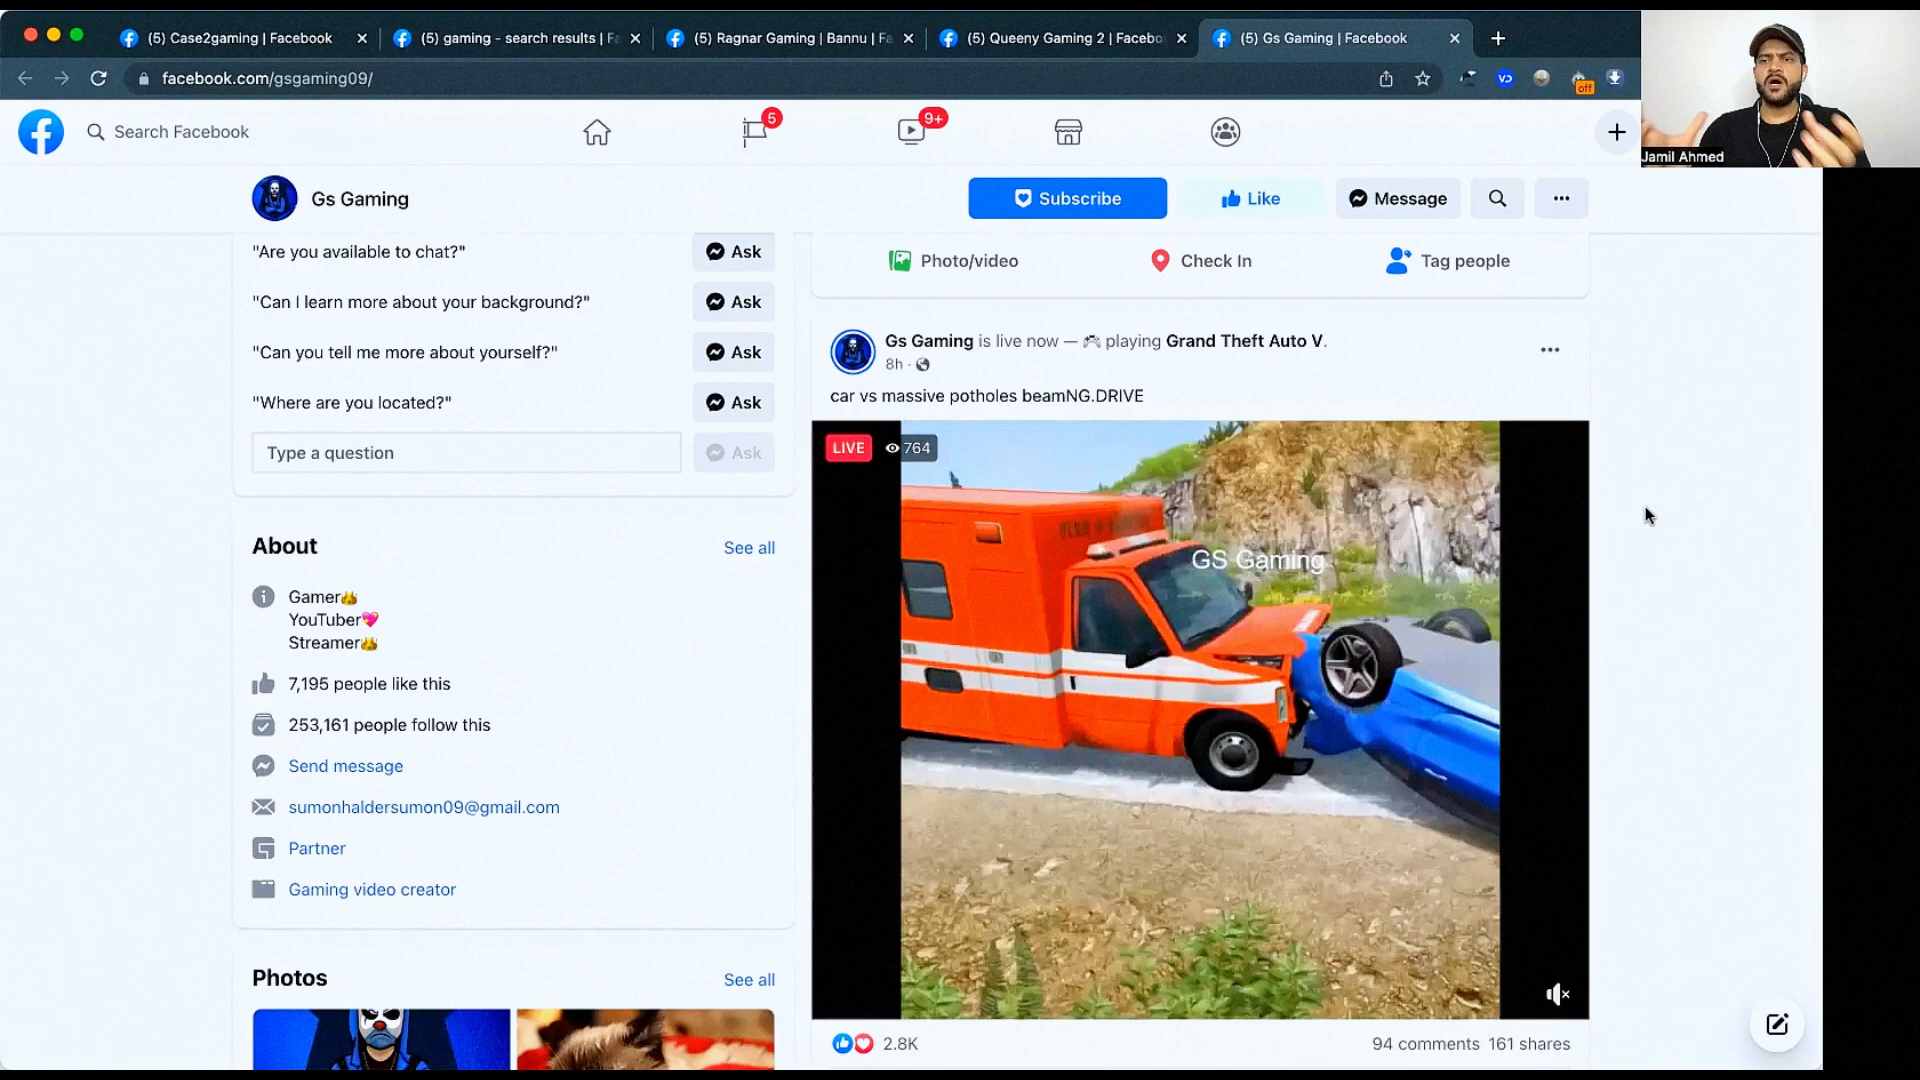 (5) Case2gaming | Facebook
(5) gaming - search results | Fa
(5) Ragnar Gaming | Bannu | Fa
(5) Queeny Gaming 2 | Facebo
(5) Gs Gaming | Facebook
facebook.com/gsgaming09/
VD
off
Jamil Ahmed
Search Facebook
5
9+
Gs Gaming
Subscribe
Like
Message
"Are you available to chat?"
Ask
"Can I learn more about your background?"
Ask
"Can you tell me more about yourself?"
Ask
"Where are you located?"
Ask
Type a question
Ask
About
See all
Gamer👑
YouTuber💖
Streamer👑
7,195 people like this
253,161 people follow this
Send message
sumonhaldersumon09@gmail.com
Partner
Gaming video creator
Photos
See all
Photo/video
Check In
Tag people
Gs Gaming is live now — 🎮 playing Grand Theft Auto V.
8h ·
car vs massive potholes beamNG.DRIVE
LIVE
764
GS Gaming
2.8K
94 comments 161 shares